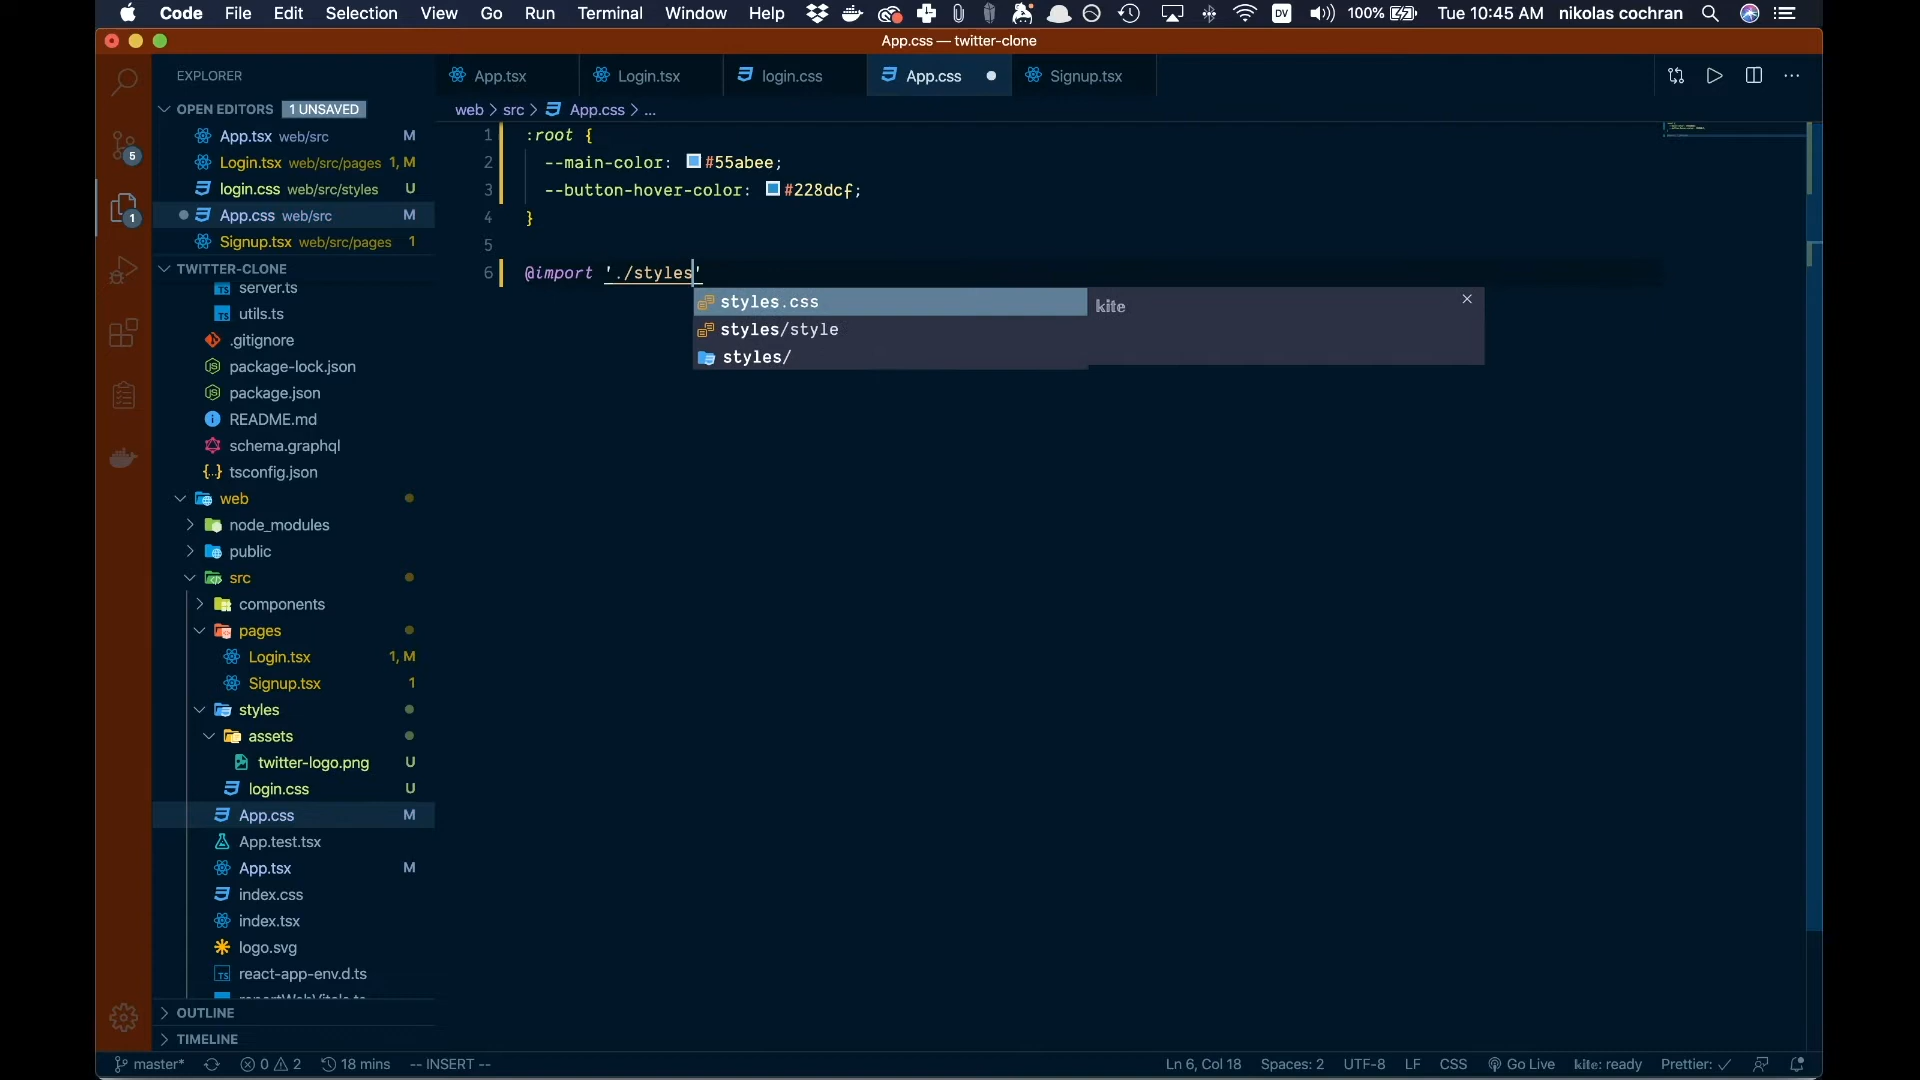 Code File Edit Selection View Go Run Terminal Window Help DV 100% Tue 10:45 AM nikolas cochran
App.css — twitter-clone
EXPLORER
OPEN EDITORS 1 UNSAVED
App.tsx web/src M
Login.tsx web/src/pages 1, M
login.css web/src/styles U
App.css web/src M
Signup.tsx web/src/pages 1
TWITTER-CLONE
server.ts
utils.ts
.gitignore
package-lock.json
package.json
README.md
schema.graphql
tsconfig.json
web
node_modules
public
src
components
pages
Login.tsx 1, M
Signup.tsx 1
styles
assets
twitter-logo.png U
login.css U
App.css M
App.test.tsx
App.tsx M
index.css
index.tsx
logo.svg
react-app-env.d.ts
OUTLINE
TIMELINE
5
1
App.tsx Login.tsx login.css App.css Signup.tsx
web > src > App.css > ...
1 :root {
2 --main-color: #55abee;
3 --button-hover-color: #228dcf;
4 }
5
6 @import './styles'
styles.css
styles/style
styles/
kite
master* 0 2 18 mins -- INSERT -- Ln 6, Col 18 Spaces: 2 UTF-8 LF CSS Go Live kite: ready Prettier: ✓